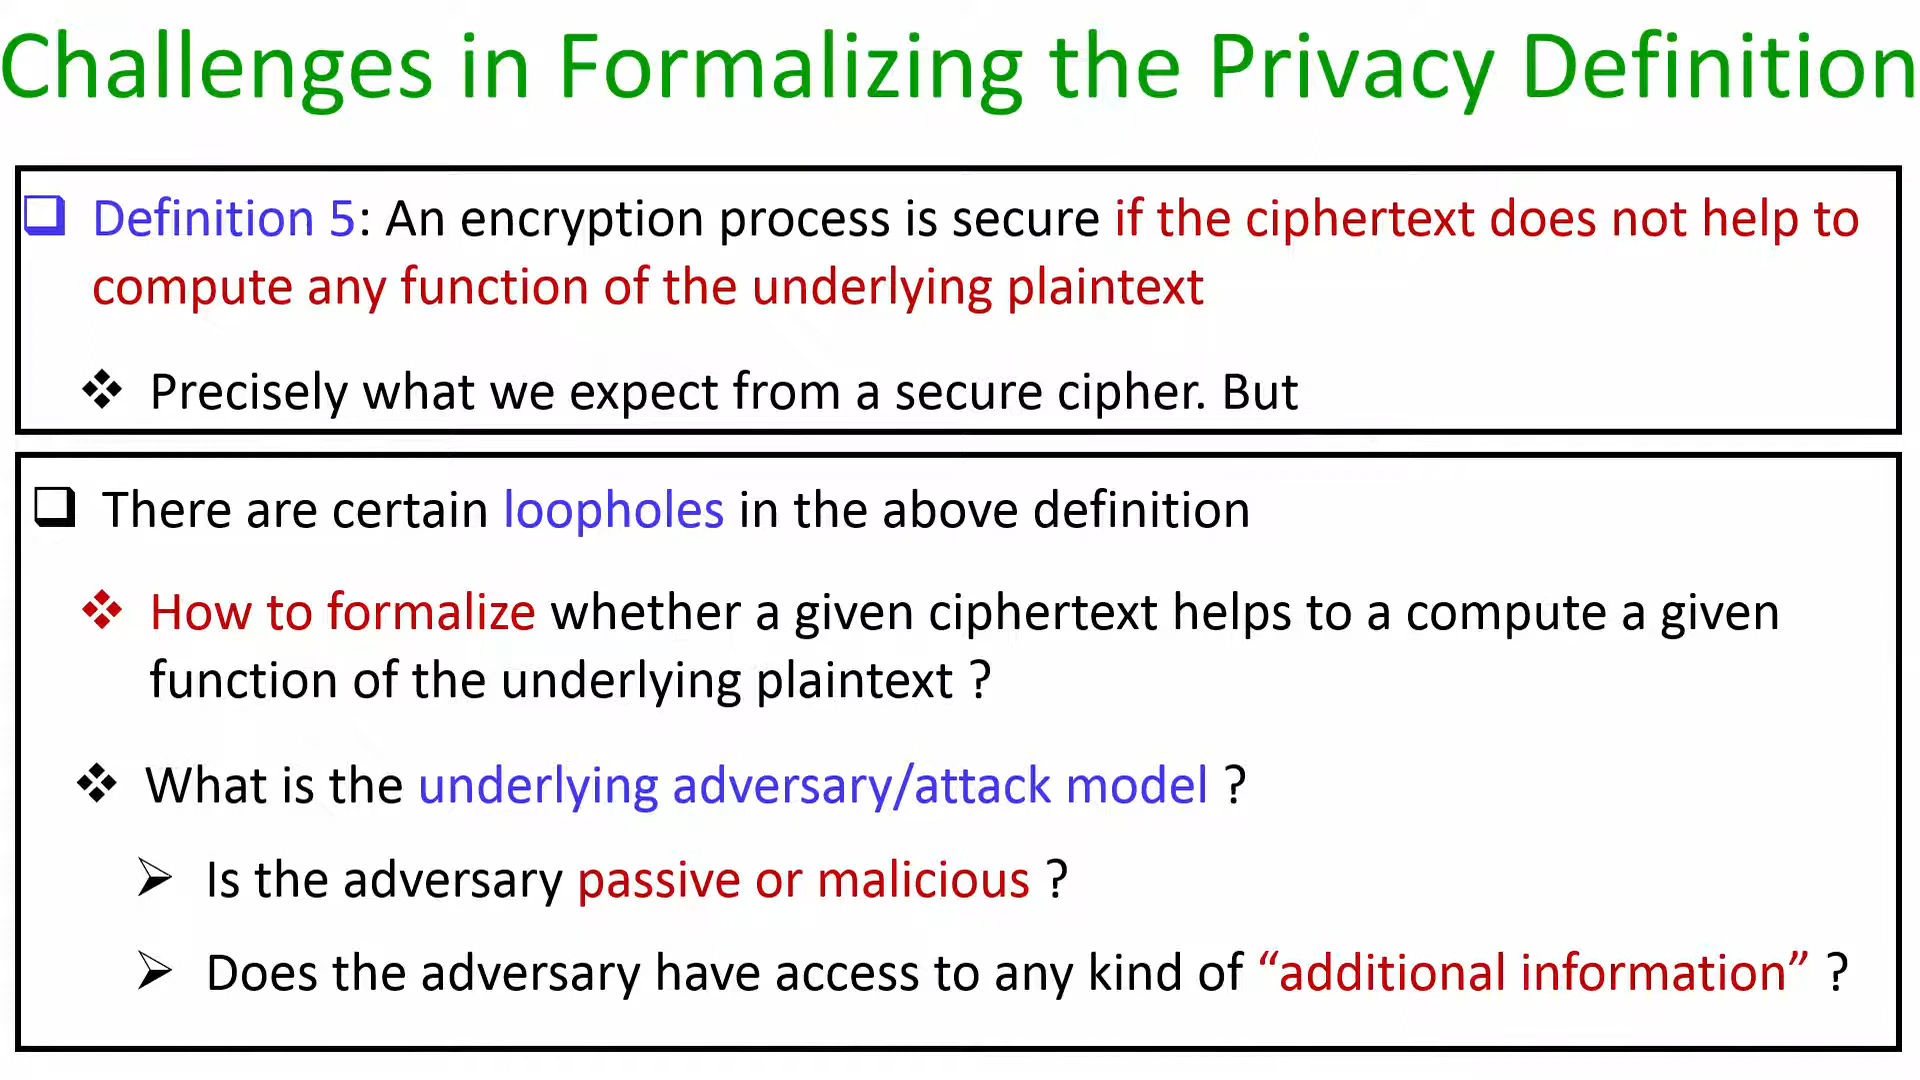 Challenges in Formalizing the Privacy Definition
Definition 5: An encryption process is secure if the ciphertext does not help to
compute any function of the underlying plaintext
Precisely what we expect from a secure cipher. But
There are certain loopholes in the above definition
How to formalize whether a given ciphertext helps to a compute a given
function of the underlying plaintext ?
What is the underlying adversary/attack model ?
Is the adversary passive or malicious ?
Does the adversary have access to any kind of “additional information” ?